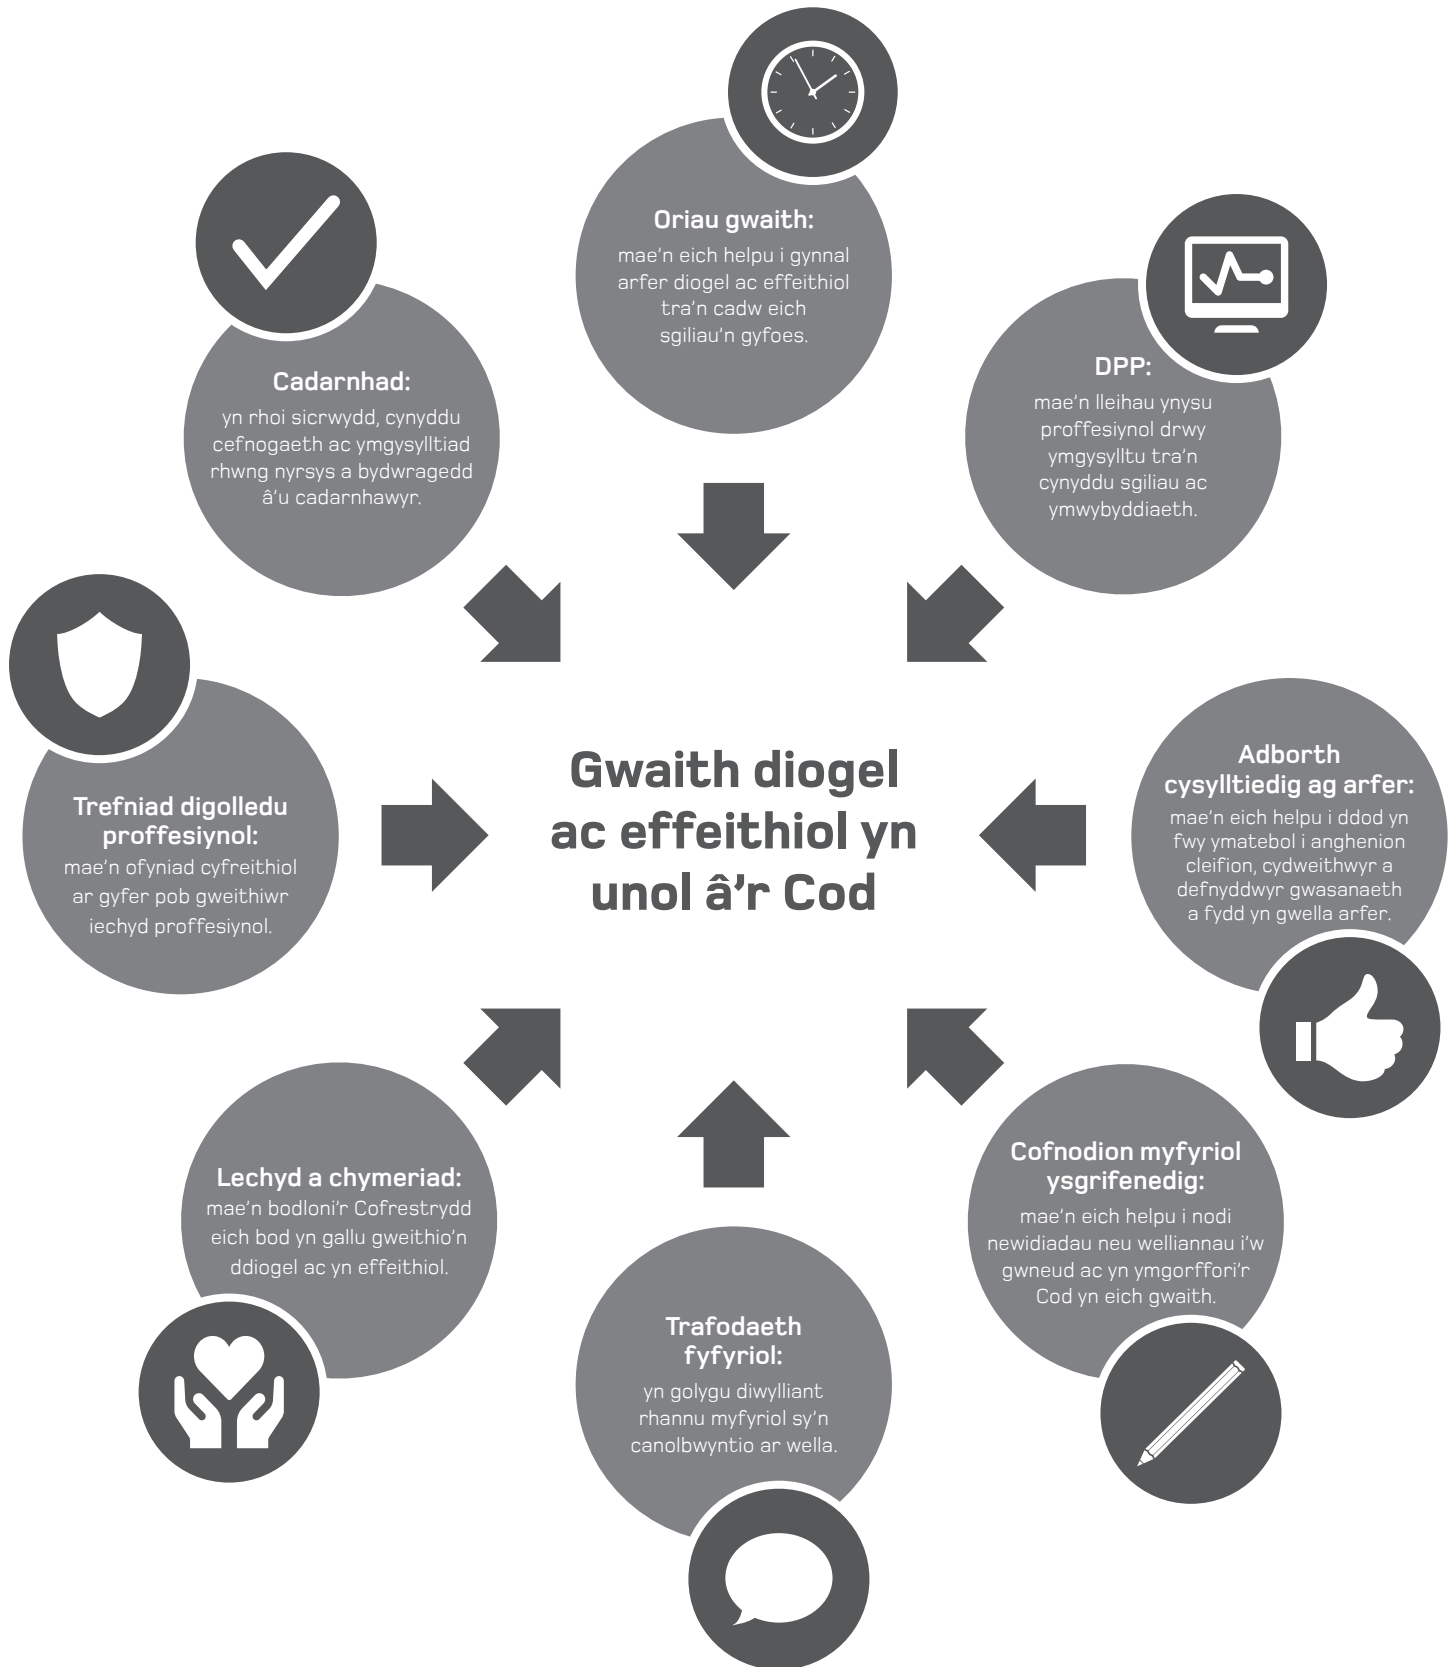 Oriau gwaith:
mae'n eich helpu i gynnal
arfer diogel ac effeithiol
tra'n cadw eich
sgiliau'n gyfoes.
DPP:
mae'n lleihau ynysu
proffesiynol drwy
ymgysylltu tra'n
cynyddu sgiliau ac
ymwybyddiaeth.
Adborth
cysylltiedig ag arfer:
mae'n eich helpu i ddod yn
fwy ymatebol i anghenion
cleifion, cydweithwyr a
defnyddwyr gwasanaeth
a fydd yn gwella arfer.
Cofnodion myfyriol
ysgrifenedig:
mae'n eich helpu i nodi
newidiadau neu welliannau i'w
gwneud ac yn ymgorffori'r
Cod yn eich gwaith.
Trafodaeth
fyfyriol:
yn golygu diwylliant
rhannu myfyriol sy'n
canolbwyntio ar wella.
Lechyd a chymeriad:
mae'n bodloni'r Cofrestrydd
eich bod yn gallu gweithio'n
ddiogel ac yn effeithiol.
Trefniad digolledu
proffesiynol:
mae'n ofyniad cyfreithiol
ar gyfer pob gweithiwr
iechyd proffesiynol.
Cadarnhad:
yn rhoi sicrwydd, cynyddu
cefnogaeth ac ymgysylltiad
rhwng nyrsys a bydwragedd
â'u cadarnhawyr.
Gwaith diogel
ac effeithiol yn
unol â'r Cod